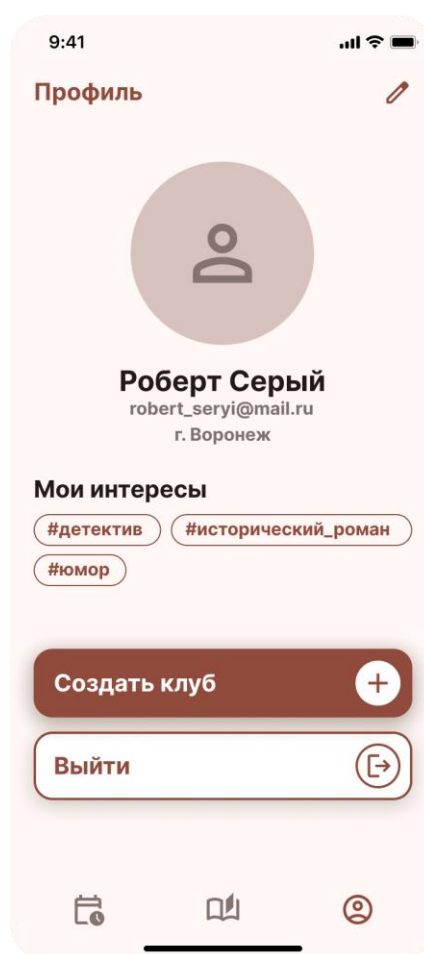 9:41
Профиль
Роберт Серый
robert_seryi@mail.ru
г. Воронеж
Мои интересы
#детектив #исторический_роман
#юмор
Создать клуб
Выйти